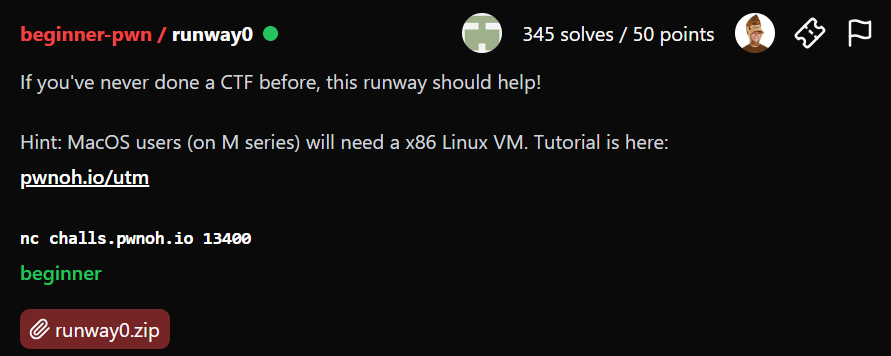 beginner-pwn / runway0 345 solves / 50 points
If you've never done a CTF before, this runway should help!
Hint: MacOS users (on M series) will need a x86 Linux VM. Tutorial is here:
pwnoh.io/utm
nc challs.pwnoh.io 13400
beginner
runway0.zip